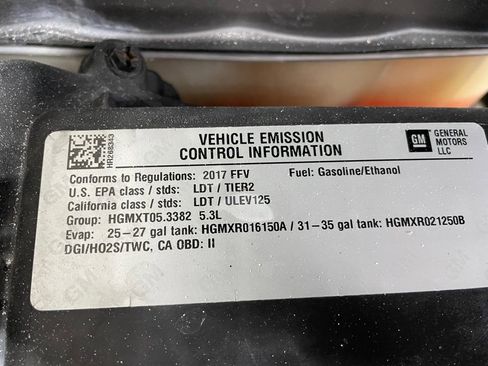 VEHICLE EMISSION
CONTROL INFORMATION
GM
GENERAL
MOTORS
LLC
Conforms to Regulations: 2017 FFV Fuel: Gasoline/Ethanol
U.S. EPA class / stds: LDT / TIER2
California class / stds: LDT / ULEV125
Group: HGMXT05.3382 5.3L
Evap: 25-27 gal tank: HGMXR016150A / 31-35 gal tank: HGMXR021250B
DGI/HO2S/TWC, CA OBD: II